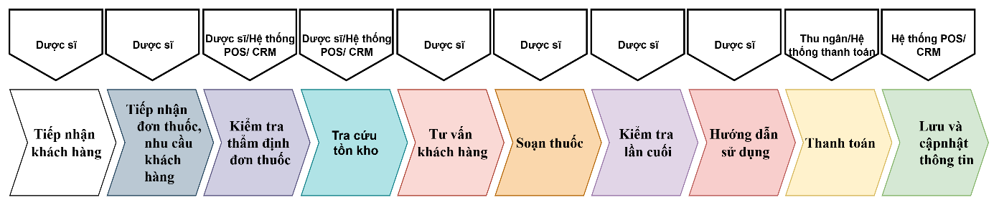 Dược sĩ
Dược sĩ
Dược sĩ/Hệ thống
POS/ CRM
Dược sĩ/Hệ thống
POS/ CRM
Dược sĩ
Dược sĩ
Dược sĩ
Dược sĩ
Thu ngân/Hệ
thống thanh toán
Hệ thống POS/
CRM
Tiếp nhận
khách hàng
Tiếp nhận
đơn thuốc,
nhu cầu
khách
hàng
Kiểm tra
thẩm định
đơn thuốc
Tra cứu
tồn kho
Tư vấn
khách hàng
Soạn thuốc
Kiểm tra
lần cuối
Hướng dẫn
sử dụng
Thanh toán
Lưu và
cậpnhật
thông tin